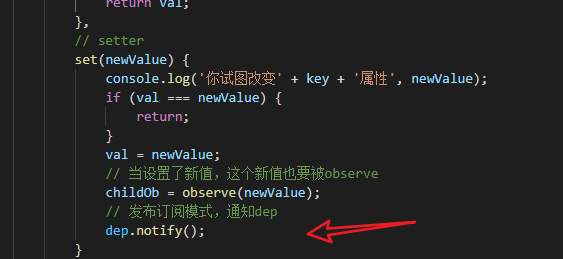 return val;
},
// setter
set(newValue) {
console.log('你试图改变' + key + '属性', newValue);
if (val === newValue) {
return;
}
val = newValue;
// 当设置了新值，这个新值也要被observe
childOb = observe(newValue);
// 发布订阅模式，通知dep
dep.notify();
}